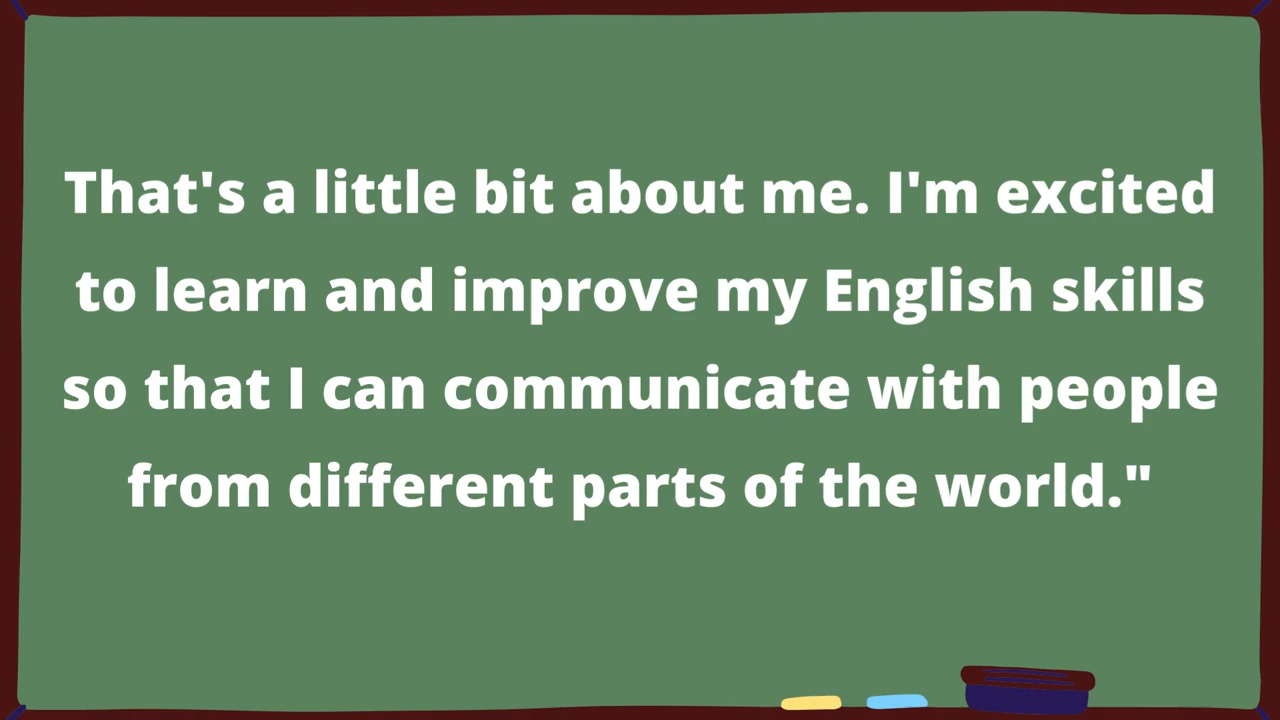 That's a little bit about me. I'm excited
to learn and improve my English skills
so that I can communicate with people
from different parts of the world."